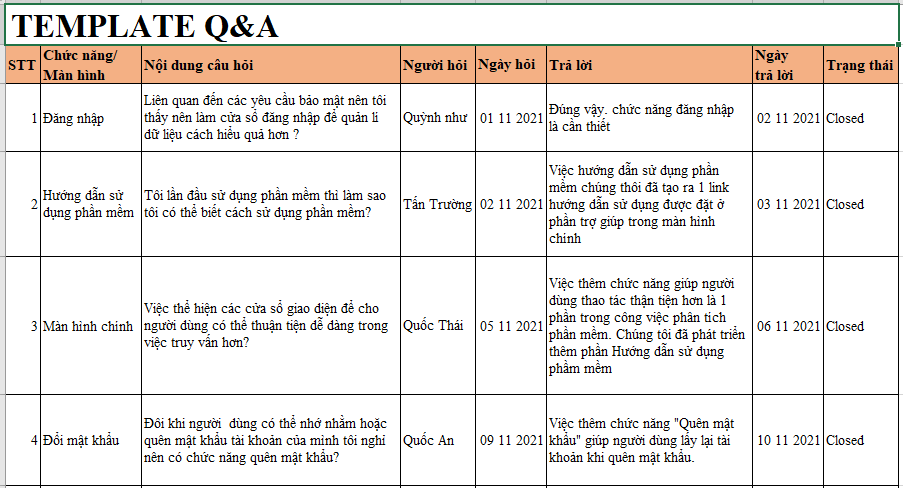 TEMPLATE Q&A
STT
Chức năng/
Màn hình
Nội dung câu hỏi
Người hỏi
Ngày hỏi
Trả lời
Ngày
trả lời
Trạng thái
1
Đăng nhập
Liên quan đến các yêu cầu bảo mật nên tôi
thấy nên làm cửa sổ đăng nhập để quản lí
dữ liệu cách hiểu quả hơn ?
Quỳnh như
01 11 2021
Đúng vậy. chức năng đăng nhập
là cần thiết
02 11 2021
Closed
2
Hướng dẫn sử
dụng phần mềm
Tôi lần đầu sử dụng phần mềm thì làm sao
tôi có thể biết cách sử dụng phần mềm?
Tấn Trường
02 11 2021
Việc hướng dẫn sử dụng phần
mềm chúng thôi đã tạo ra 1 link
hướng dẫn sử dụng được đặt ở
phần trợ giúp trong màn hình
chính
03 11 2021
Closed
3
Màn hình chính
Việc thể hiện các cửa sổ giao diện để cho
người dùng có thể thuận tiện dễ dàng trong
việc truy vấn hơn?
Quốc Thái
05 11 2021
Việc thêm chức năng giúp người
dùng thao tác thận tiện hơn là 1
phần trong công việc phân tích
phần mềm. Chúng tôi đã phát triển
thêm phần Hướng dẫn sử dụng
phầm mềm
06 11 2021
Closed
4
Đổi mật khẩu
Đôi khi người dùng có thể nhớ nhằm hoặc
quên mật khẩu tài khoản của mình tôi nghỉ
nên có chức năng quên mật khẩu?
Quốc An
09 11 2021
Việc thêm chức năng "Quên mật
khẩu" giúp người dùng lấy lại tài
khoản khi quên mật khẩu.
10 11 2021
Closed